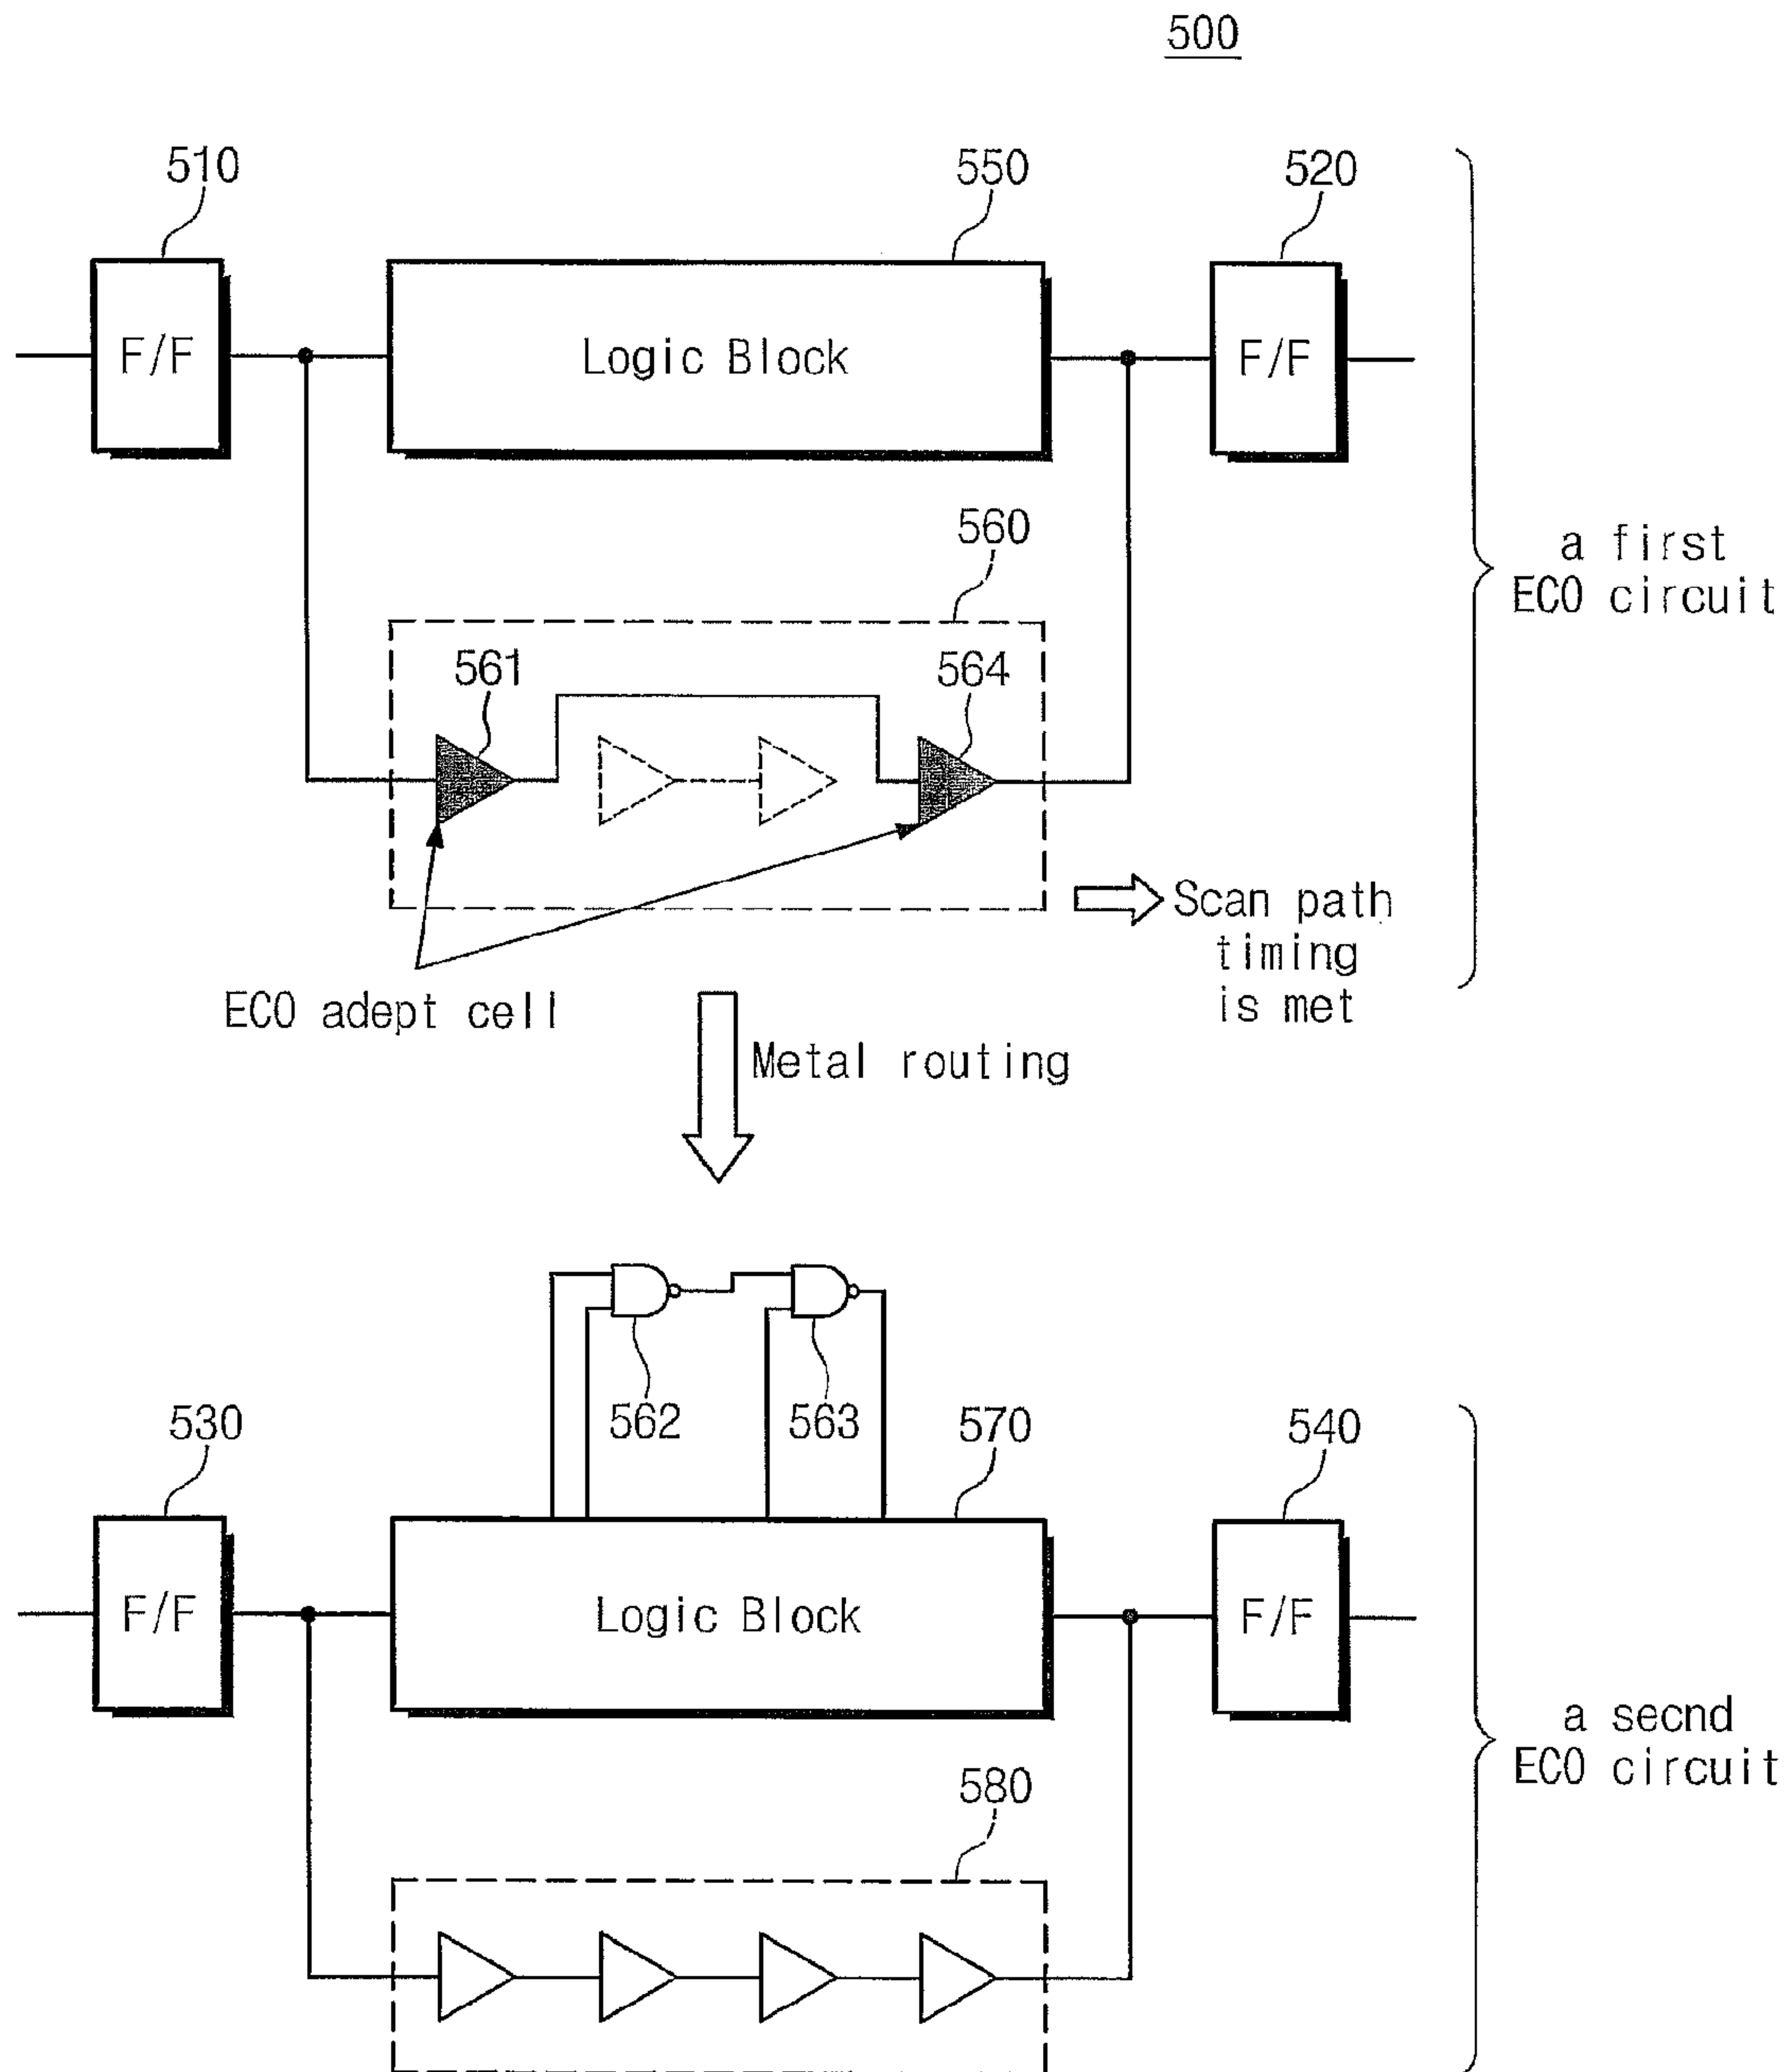 500
510
550
520
F/F
Logic Block
F/F
560
a first
ECO circuit
561
564
Scan path
timing
is met
ECO adept cell
Metal routing
562
563
530
570
540
F/F
Logic Block
F/F
a secnd
ECO circuit
580